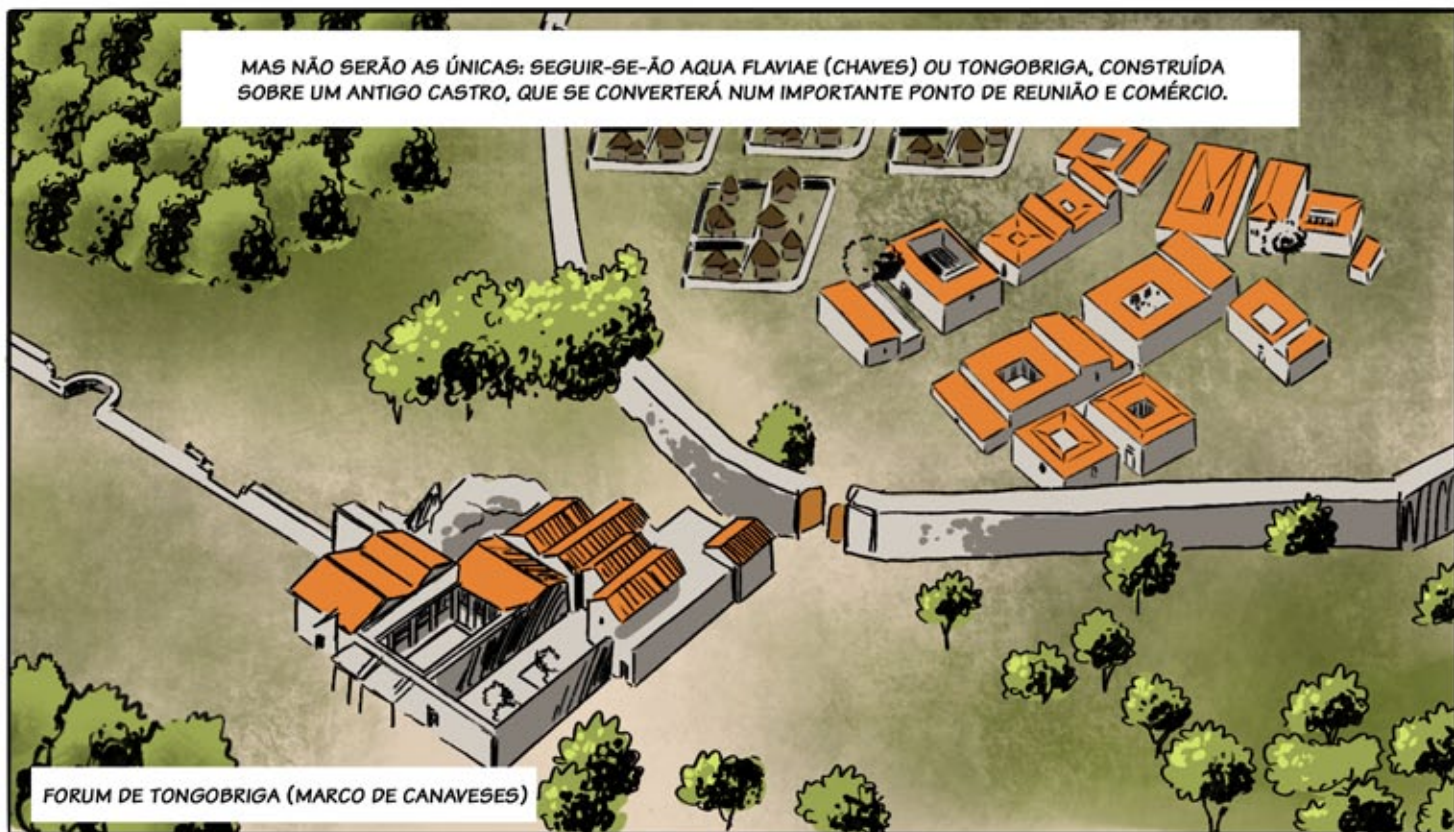 MAS NÃO SERÃO AS ÚNICAS: SEGUIR-SE-ÃO AQUA FLAVIAE (CHAVES) OU TONGOBRIGA, CONSTRUÍDA
SOBRE UM ANTIGO CASTRO, QUE SE CONVERTERÁ NUM IMPORTANTE PONTO DE REUNIÃO E COMÉRCIO.
FORUM DE TONGOBRIGA (MARCO DE CANAVESES)